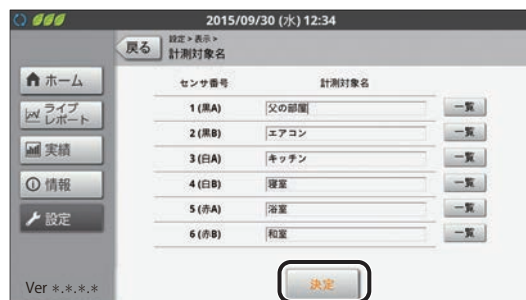 2015/09/30 (水) 12:34
戻る
設定 > 表示 >
計測対象名
ホーム
ライブ
レポート
実績
情報
設定
Ver *.*.*.*
センサ番号 計測対象名
1 (黒A) 父の部屋 一覧
2 (黒B) エアコン 一覧
3 (白A) キッチン 一覧
4 (白B) 寝室 一覧
5 (赤A) 浴室 一覧
6 (赤B) 和室 一覧
決定